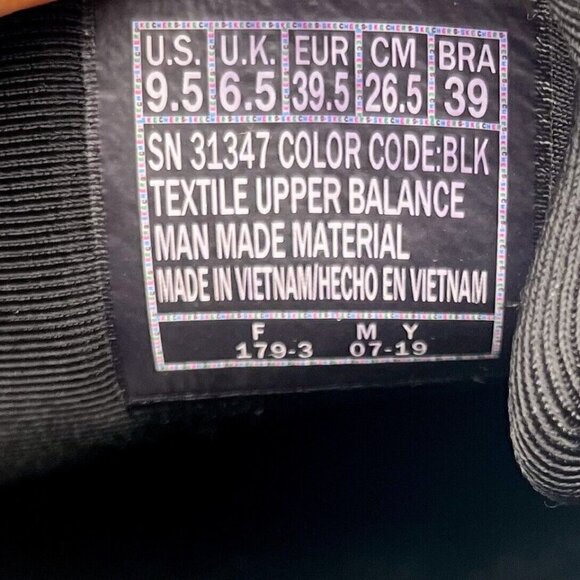 U.S. U.K. EUR CM BRA
9.5 6.5 39.5 26.5 39
SN 31347 COLOR CODE:BLK
TEXTILE UPPER BALANCE
MAN MADE MATERIAL
MADE IN VIETNAM/HECHO EN VIETNAM
F M Y
179-3 07-19